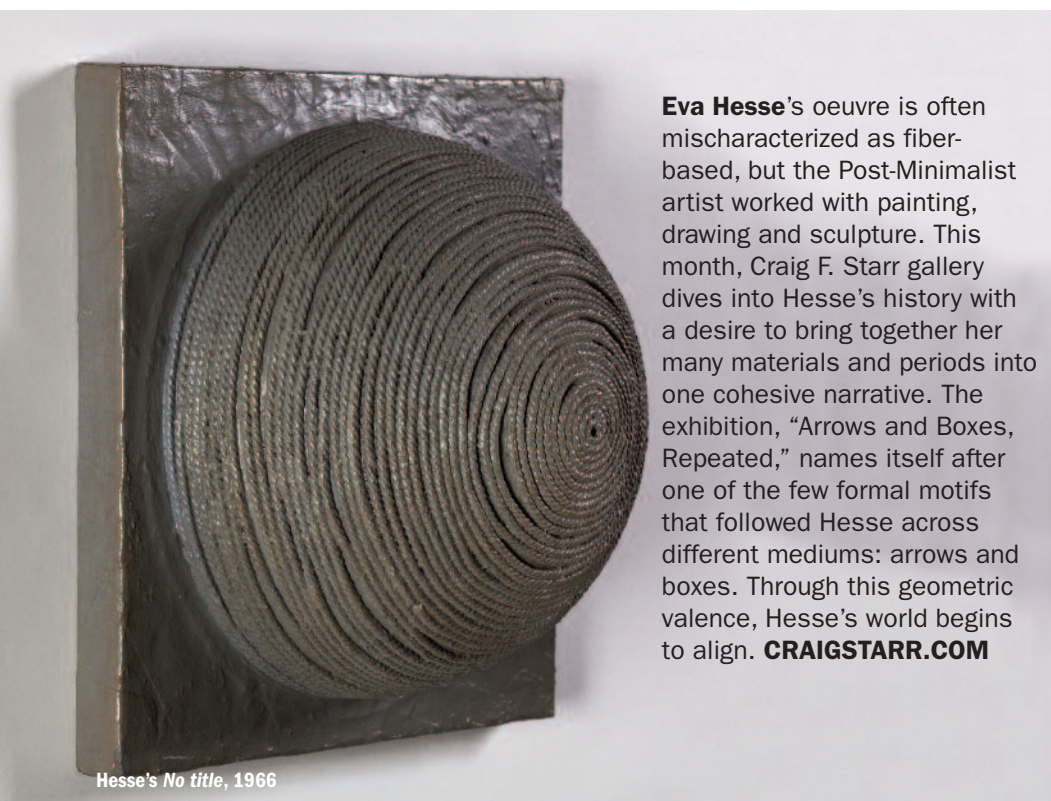 Eva Hesse’s oeuvre is often
mischaracterized as fiber-
based, but the Post-Minimalist
artist worked with painting,
drawing and sculpture. This
month, Craig F. Starr gallery
dives into Hesse’s history with
a desire to bring together her
many materials and periods into
one cohesive narrative. The
exhibition, “Arrows and Boxes,
Repeated,” names itself after
one of the few formal motifs
that followed Hesse across
different mediums: arrows and
boxes. Through this geometric
valence, Hesse’s world begins
to align. CRAIGSTARR.COM
Hesse’s No title, 1966